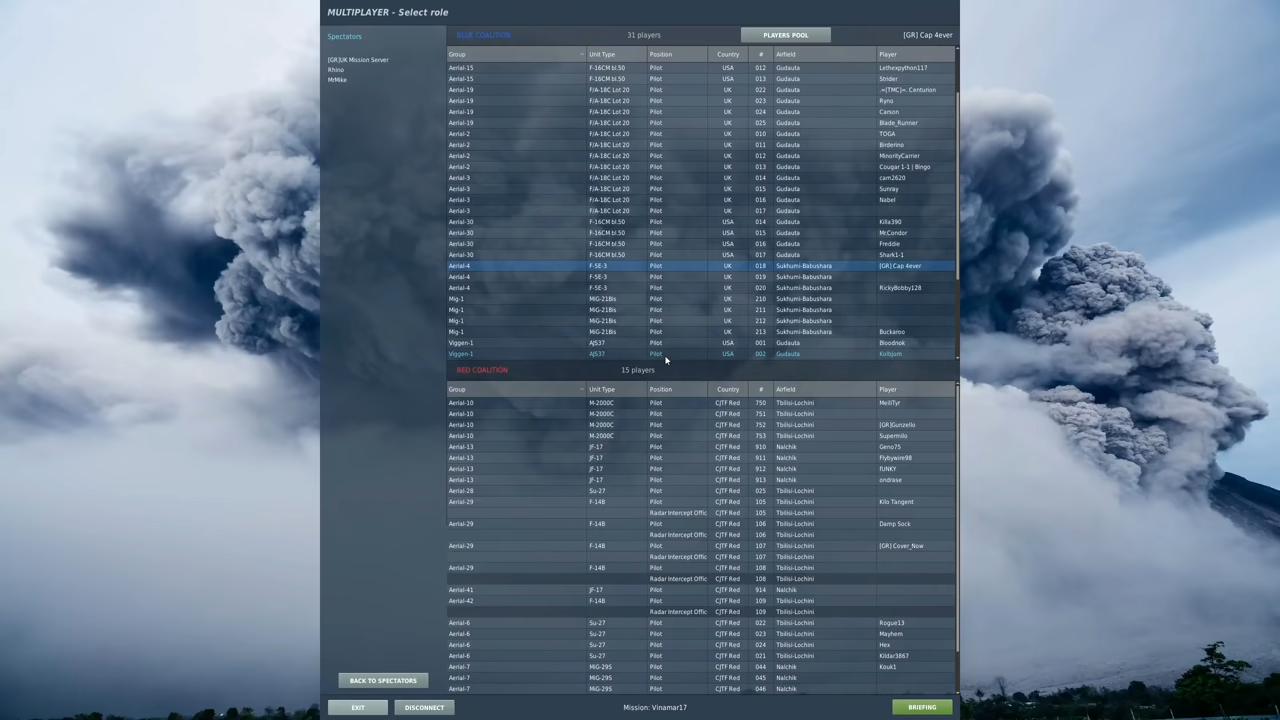 MULTIPLAYER - Select role
Spectators
[GR]UK Mission Server
Rhino
MrMike
BLUE COALITION 31 players PLAYERS POOL [GR] Cap 4ever
Group Unit Type Position Country # Airfield Player
Aerial-15 F-16CM bl.50 Pilot USA 012 Gudauta Lethexpython117
Aerial-15 F-16CM bl.50 Pilot USA 013 Gudauta Strider
Aerial-19 F/A-18C Lot 20 Pilot UK 022 Gudauta .=[TMC]=. Centurion
Aerial-19 F/A-18C Lot 20 Pilot UK 023 Gudauta Ryno
Aerial-19 F/A-18C Lot 20 Pilot UK 024 Gudauta Carson
Aerial-19 F/A-18C Lot 20 Pilot UK 025 Gudauta Blade_Runner
Aerial-2 F/A-18C Lot 20 Pilot UK 010 Gudauta TOGA
Aerial-2 F/A-18C Lot 20 Pilot UK 011 Gudauta Birderino
Aerial-2 F/A-18C Lot 20 Pilot UK 012 Gudauta MinorityCarrier
Aerial-2 F/A-18C Lot 20 Pilot UK 013 Gudauta Cougar 1-1 | Bingo
Aerial-3 F/A-18C Lot 20 Pilot UK 014 Gudauta cam2620
Aerial-3 F/A-18C Lot 20 Pilot UK 015 Gudauta Sunray
Aerial-3 F/A-18C Lot 20 Pilot UK 016 Gudauta Nabel
Aerial-3 F/A-18C Lot 20 Pilot UK 017 Gudauta
Aerial-30 F-16CM bl.50 Pilot USA 014 Gudauta Killa390
Aerial-30 F-16CM bl.50 Pilot USA 015 Gudauta Mr.Condor
Aerial-30 F-16CM bl.50 Pilot USA 016 Gudauta Freddie
Aerial-30 F-16CM bl.50 Pilot USA 017 Gudauta Shark1-1
Aerial-4 F-5E-3 Pilot UK 018 Sukhumi-Babushara [GR] Cap 4ever
Aerial-4 F-5E-3 Pilot UK 019 Sukhumi-Babushara
Aerial-4 F-5E-3 Pilot UK 020 Sukhumi-Babushara RickyBobby128
Mig-1 MiG-21Bis Pilot UK 210 Sukhumi-Babushara
Mig-1 MiG-21Bis Pilot UK 211 Sukhumi-Babushara
Mig-1 MiG-21Bis Pilot UK 212 Sukhumi-Babushara
Mig-1 MiG-21Bis Pilot UK 213 Sukhumi-Babushara Buckaroo
Viggen-1 AJS37 Pilot USA 001 Gudauta Bloodnok
Viggen-1 AJS37 Pilot USA 002 Gudauta Kolbjorn
RED COALITION 15 players
Group Unit Type Position Country # Airfield Player
Aerial-10 M-2000C Pilot CJTF Red 750 Tbilisi-Lochini MeiliTyr
Aerial-10 M-2000C Pilot CJTF Red 751 Tbilisi-Lochini
Aerial-10 M-2000C Pilot CJTF Red 752 Tbilisi-Lochini [GR]Gunzello
Aerial-10 M-2000C Pilot CJTF Red 753 Tbilisi-Lochini Supermilo
Aerial-13 JF-17 Pilot CJTF Red 910 Nalchik Geno75
Aerial-13 JF-17 Pilot CJTF Red 911 Nalchik Flybywire98
Aerial-13 JF-17 Pilot CJTF Red 912 Nalchik fUNKY
Aerial-13 JF-17 Pilot CJTF Red 913 Nalchik ondrase
Aerial-28 Su-27 Pilot CJTF Red 025 Tbilisi-Lochini
Aerial-29 F-14B Pilot CJTF Red 105 Tbilisi-Lochini Kilo Tangent
Radar Intercept Offic CJTF Red 105 Tbilisi-Lochini
Aerial-29 F-14B Pilot CJTF Red 106 Tbilisi-Lochini Damp Sock
Radar Intercept Offic CJTF Red 106 Tbilisi-Lochini
Aerial-29 F-14B Pilot CJTF Red 107 Tbilisi-Lochini [GR] Cover_Now
Radar Intercept Offic CJTF Red 107 Tbilisi-Lochini
Aerial-29 F-14B Pilot CJTF Red 108 Tbilisi-Lochini
Radar Intercept Offic CJTF Red 108 Tbilisi-Lochini
Aerial-41 JF-17 Pilot CJTF Red 914 Nalchik
Aerial-42 F-14B Pilot CJTF Red 109 Tbilisi-Lochini
Radar Intercept Offic CJTF Red 109 Tbilisi-Lochini
Aerial-6 Su-27 Pilot CJTF Red 022 Tbilisi-Lochini Rogue13
Aerial-6 Su-27 Pilot CJTF Red 023 Tbilisi-Lochini Mayhem
Aerial-6 Su-27 Pilot CJTF Red 024 Tbilisi-Lochini Hex
Aerial-6 Su-27 Pilot CJTF Red 021 Tbilisi-Lochini Kildar3867
Aerial-7 MiG-29S Pilot CJTF Red 044 Nalchik Kouk1
Aerial-7 MiG-29S Pilot CJTF Red 045 Nalchik
Aerial-7 MiG-29S Pilot CJTF Red 046 Nalchik
BACK TO SPECTATORS
EXIT DISCONNECT Mission: Vinamar17 BRIEFING